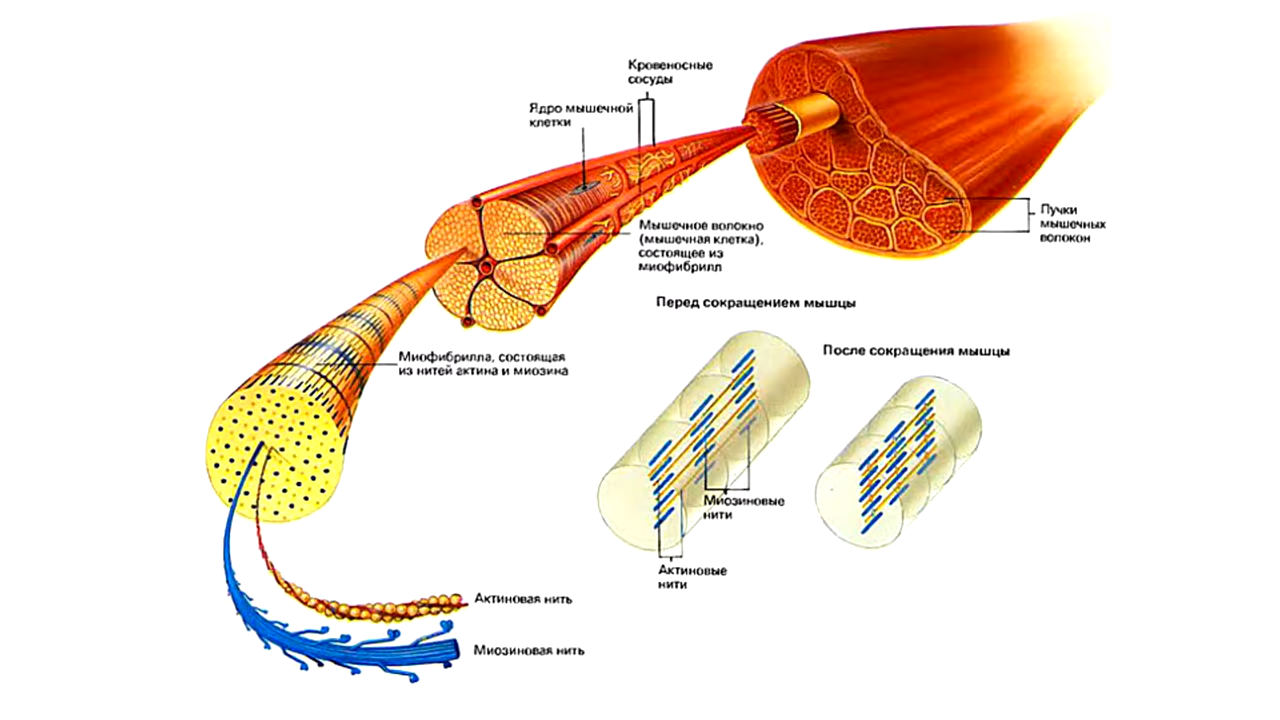 Кровеносные
сосуды
Ядро мышечной
клетки
Пучки
мышечных
волокон
Мышечное волокно
(мышечная клетка),
состоящее из
миофибрилл
Перед сокращением мышцы
После сокращения мышцы
Миофибрилла, состоящая
из нитей актина и миозина
Миозиновые
нити
Актиновые
нити
Актиновая нить
Миозиновая нить